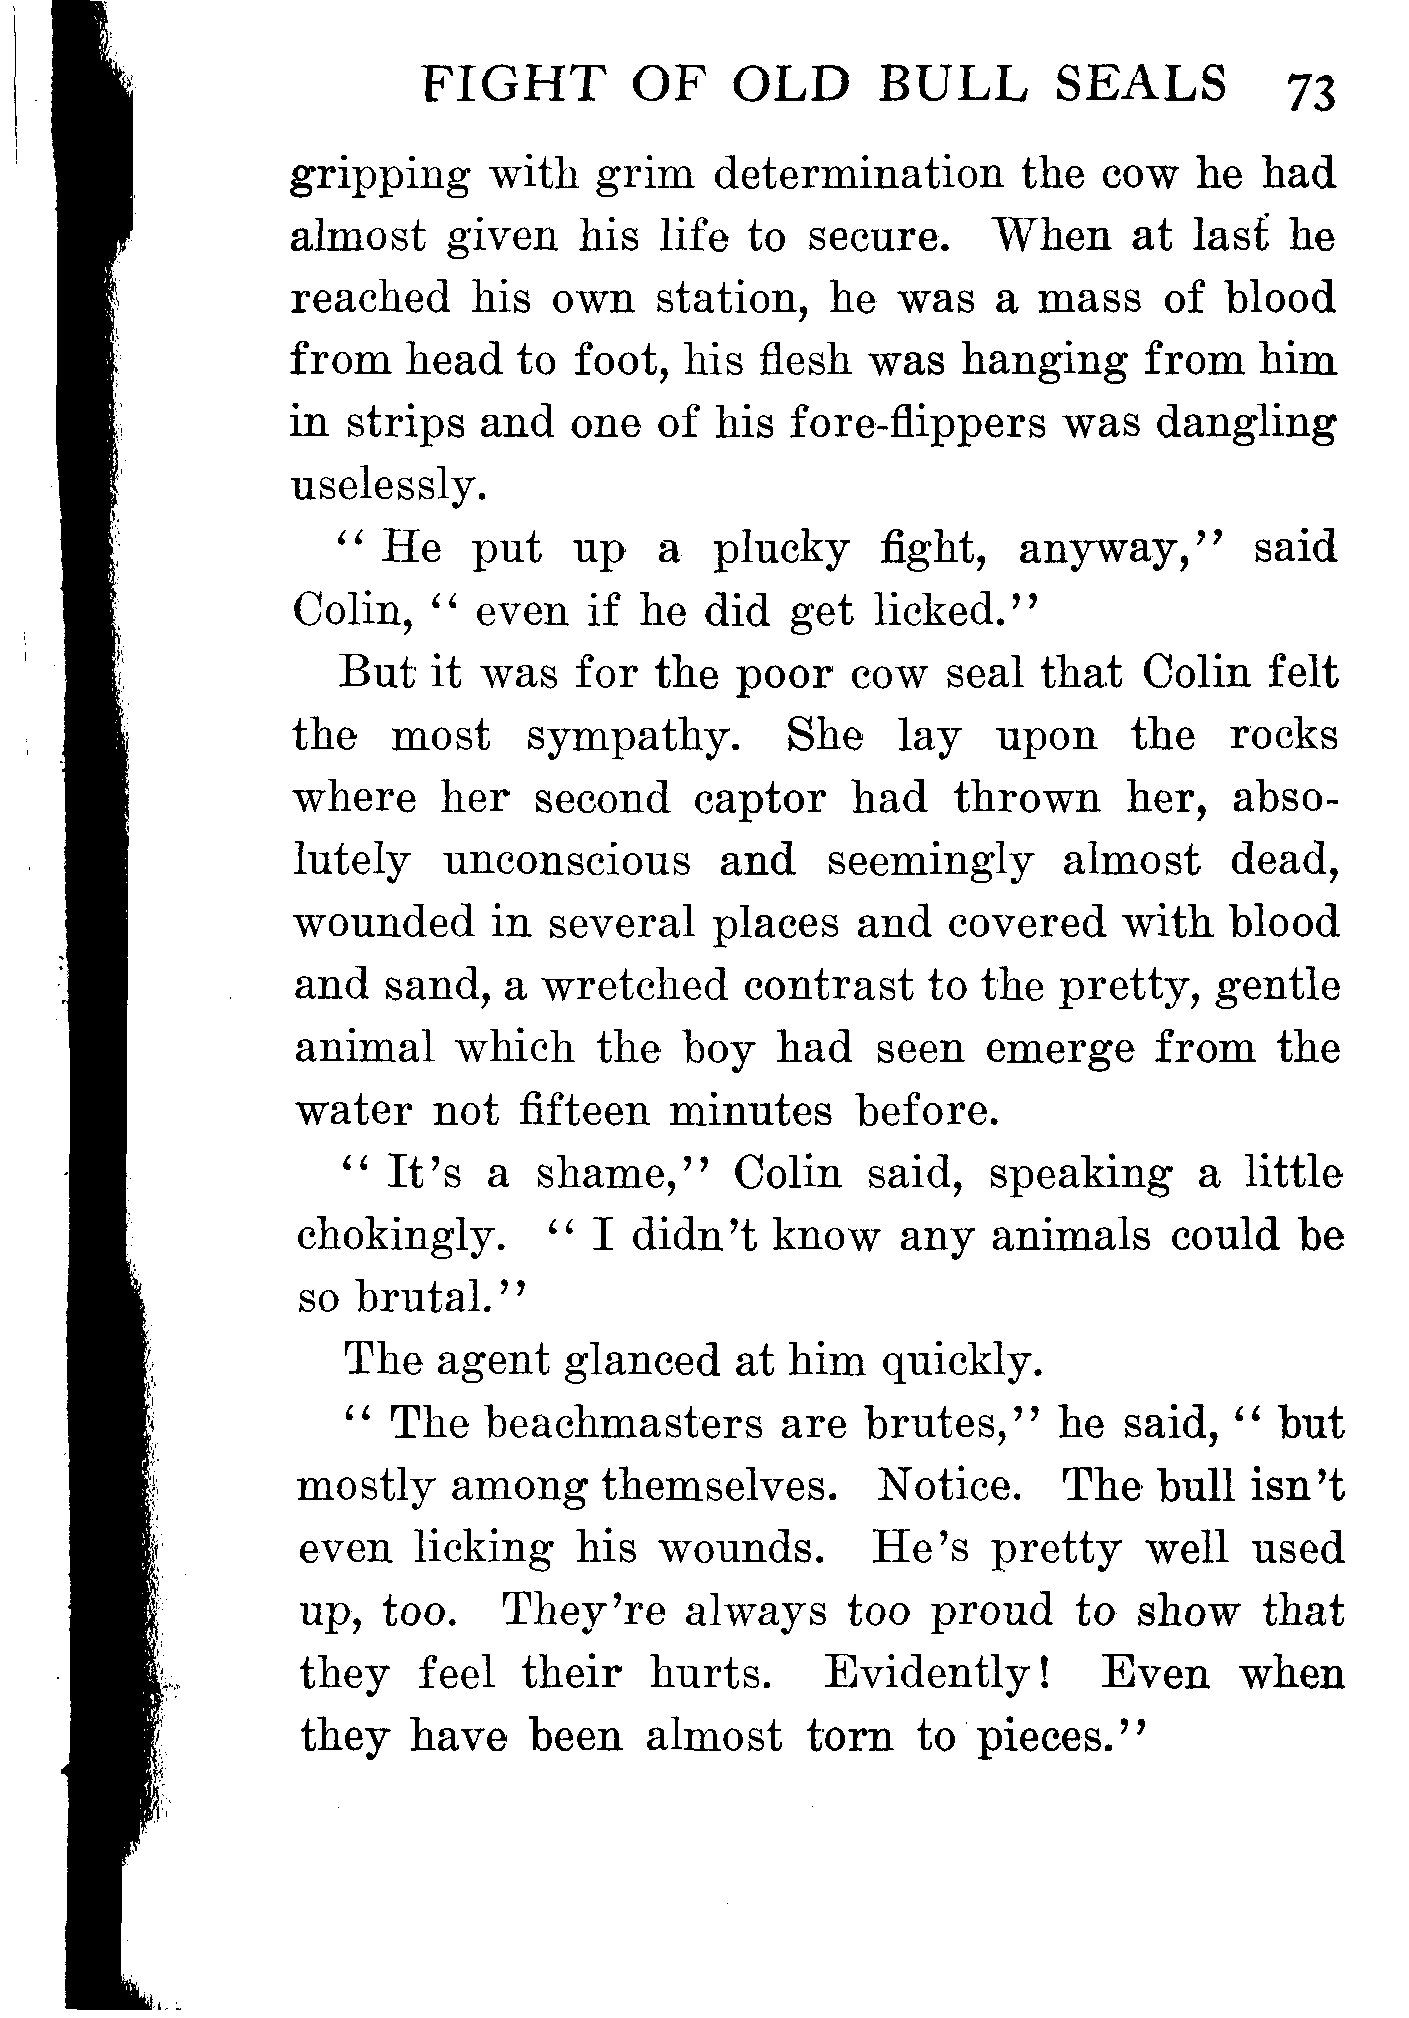 FIGHT OF OLD BULL SEALS 73
gripping with grim determination the cow he had
almost given his life to secure. When at last he
reached his own station, he was a mass of blood
from head to foot, his flesh was hanging from him
in strips and one of his fore-flippers was dangling
uselessly.
“ He put up a plucky fight, anyway,” said
Colin, “ even if he did get licked.”
But it was for the poor cow seal that Colin felt
the most sympathy. She lay upon the rocks
where her second captor had thrown her, abso-
lutely unconscious and seemingly almost dead,
wounded in several places and covered with blood
and sand, a wretched contrast to the pretty, gentle
animal which the boy had seen emerge from the
water not fifteen minutes before.
“ It’s a shame,” Colin said, speaking a little
chokingly. “ I didn’t know any animals could be
so brutal.”
The agent glanced at him quickly.
“ The beachmasters are brutes,” he said, “ but
mostly among themselves. Notice. The bull isn’t
even licking his wounds. He’s pretty well used
up, too. They’re always too proud to show that
they feel their hurts. Evidently! Even when
they have been almost torn to pieces.”